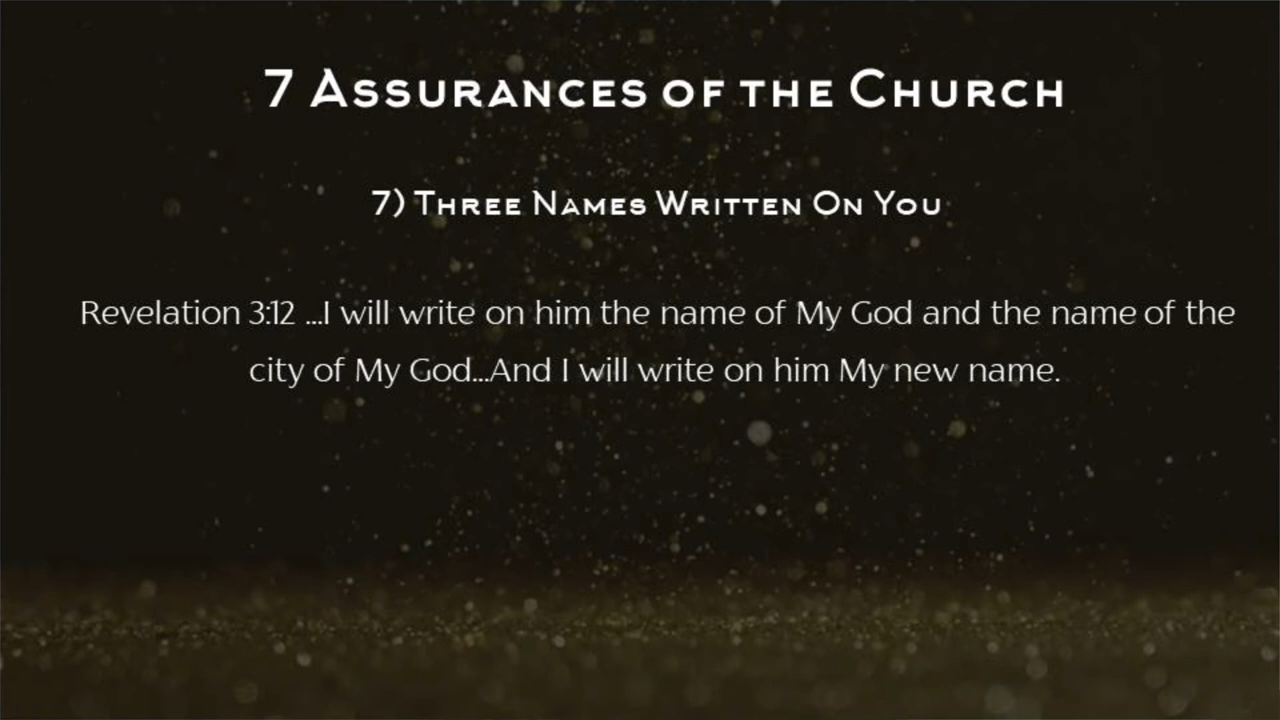 7 Assurances of the Church
7) Three Names Written On You
Revelation 3:12 ...I will write on him the name of My God and the name of the
city of My God...And I will write on him My new name.